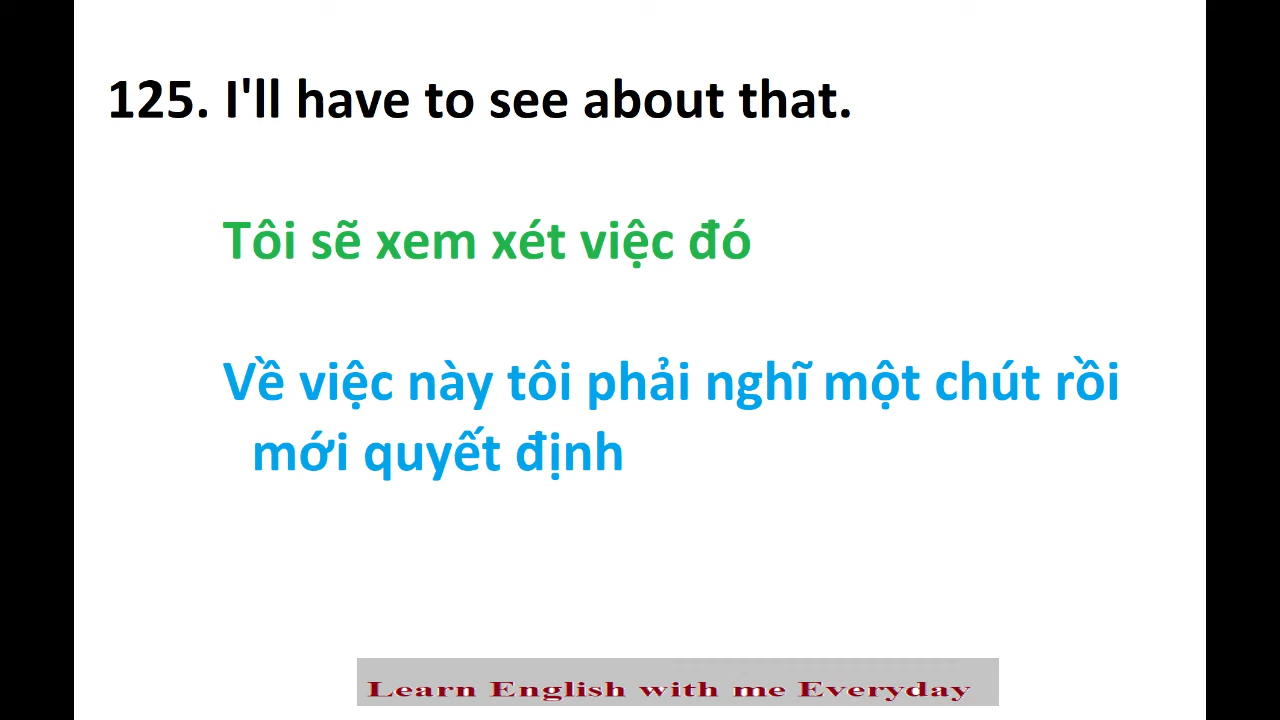 125. I'll have to see about that.
Tôi sẽ xem xét việc đó
Về việc này tôi phải nghĩ một chút rồi
mới quyết định
Learn English with me Everyday